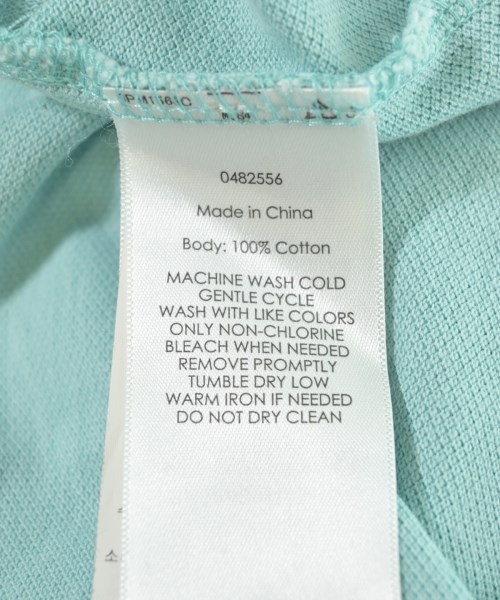 0482556
Made in China
Body: 100% Cotton
MACHINE WASH COLD
GENTLE CYCLE
WASH WITH LIKE COLORS
ONLY NON-CHLORINE
BLEACH WHEN NEEDED
REMOVE PROMPTLY
TUMBLE DRY LOW
WARM IRON IF NEEDED
DO NOT DRY CLEAN
소